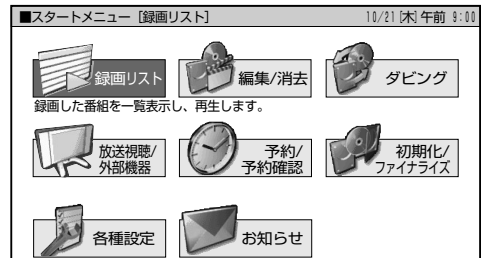 ■スタートメニュー［録画リスト］ 10/21[木]午前 9:00
録画リスト 編集/消去 ダビング
録画した番組を一覧表示し、再生します。
放送視聴/
外部機器
予約/
予約確認
初期化/
ファイナライズ
各種設定 お知らせ